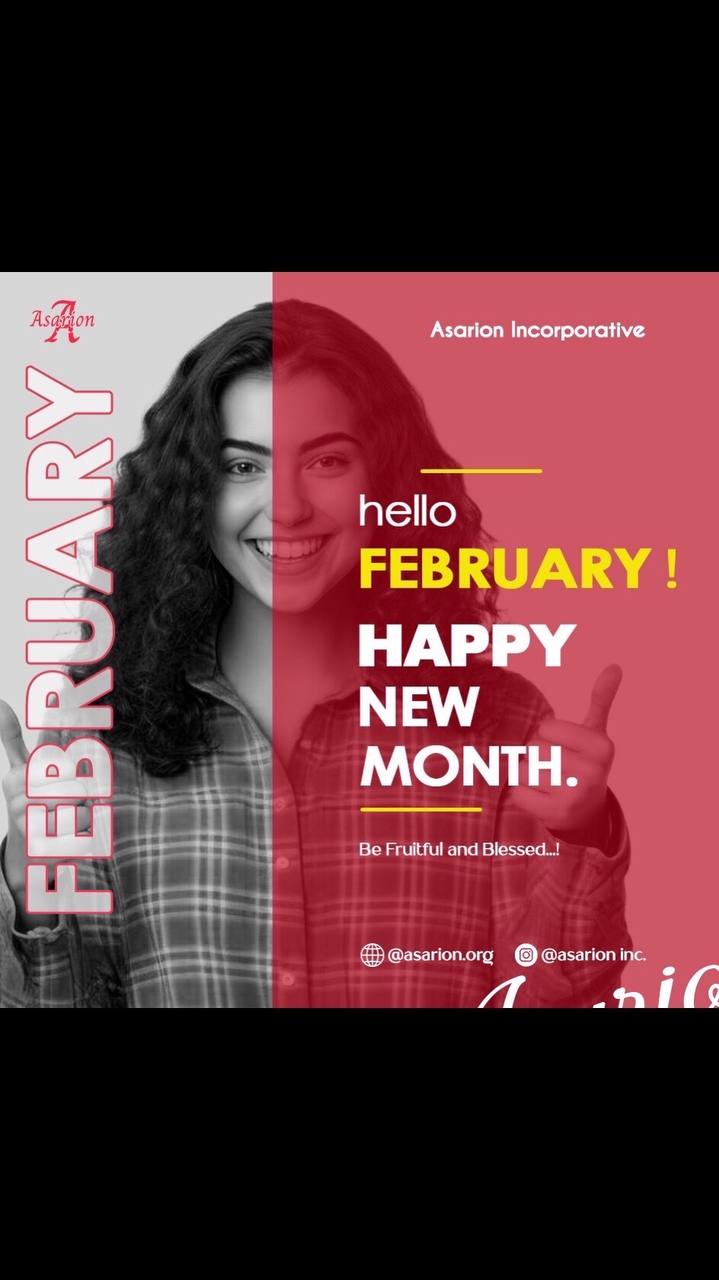 Asarion
A
Asarion Incorporative
FEBRUARY
hello
FEBRUARY !
HAPPY
NEW
MONTH.
Be Fruitful and Blessed...!
@asarion.org @asarion inc.